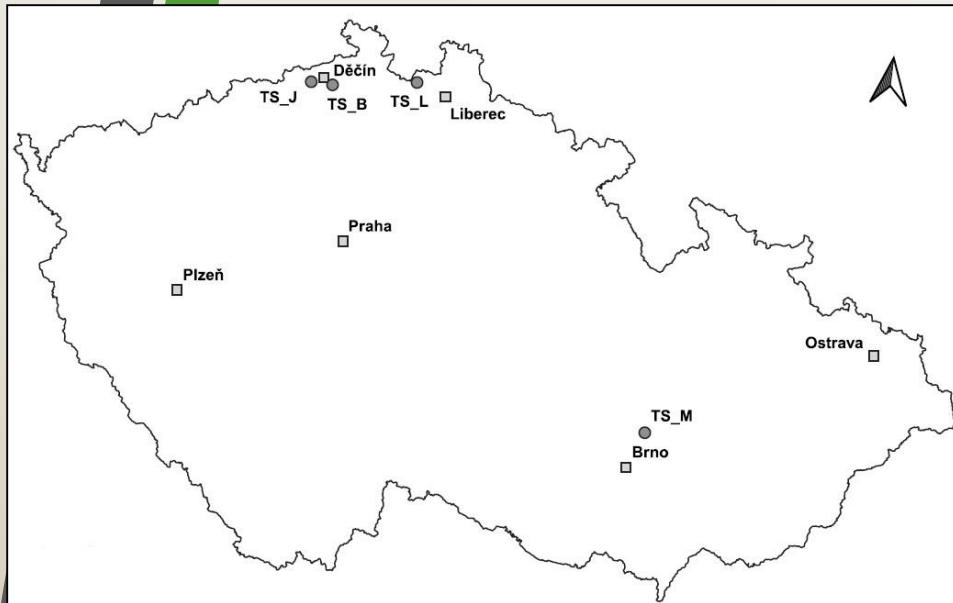 Děčín
TS_J
TS_B
TS_L
Liberec
Praha
Plzeň
Ostrava
TS_M
Brno